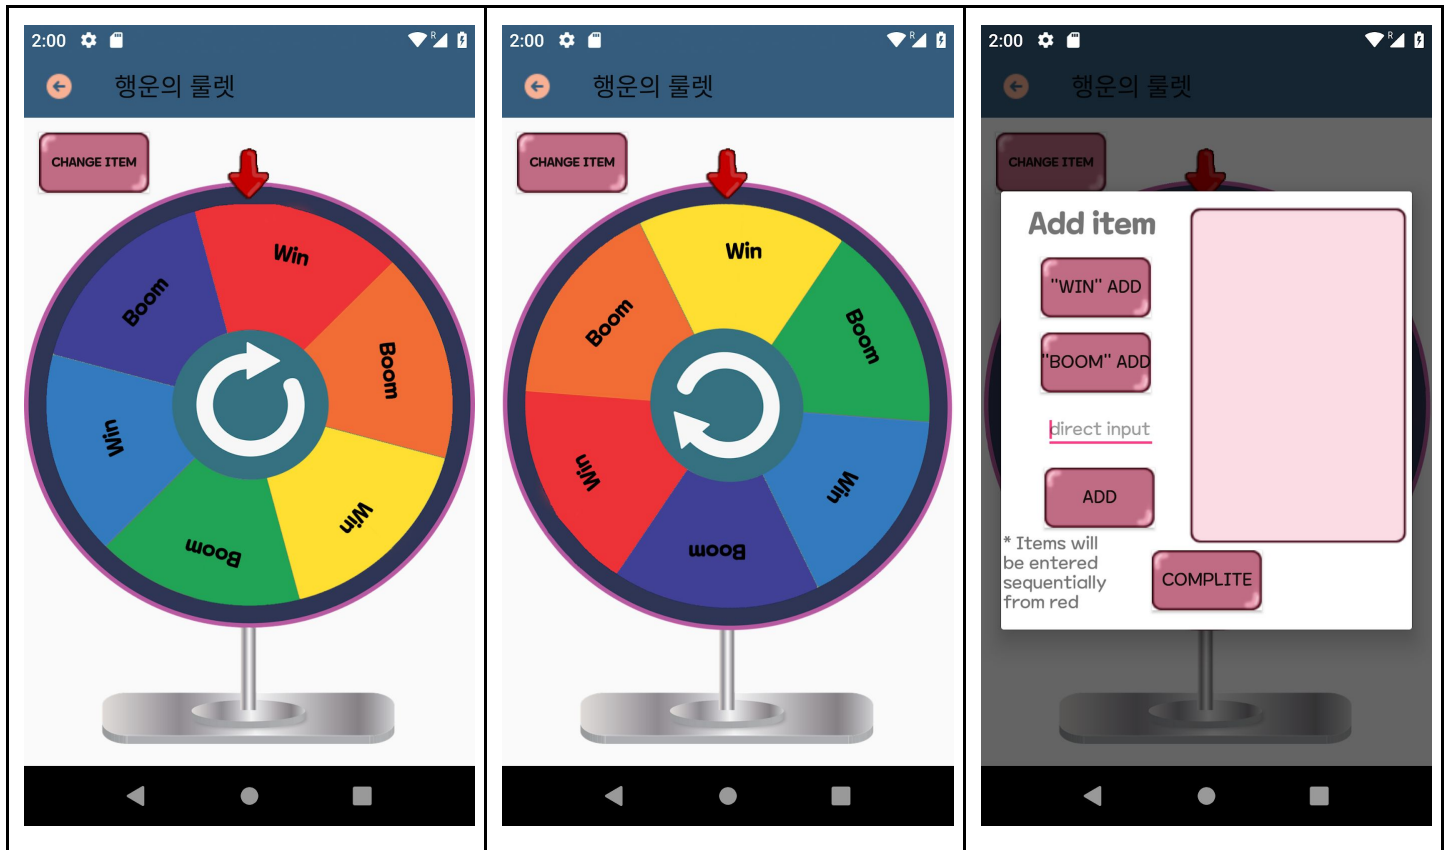 2:00
R
행운의 룰렛
CHANGE ITEM
Win
Boom
Win
Boom
Win
Boom
2:00
R
행운의 룰렛
CHANGE ITEM
Win
Boom
Win
Boom
Win
Boom
2:00
R
행운의 룰렛
CHANGE ITEM
Add item
"WIN" ADD
"BOOM" ADD
direct input
ADD
* Items will
be entered
sequentially
from red
COMPLITE